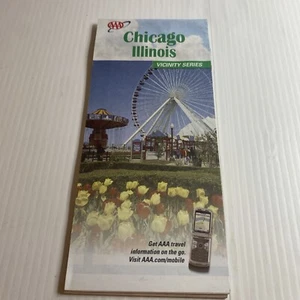 AAA
Chicago
Illinois
VICINITY SERIES
Get AAA travel
information on the go.
Visit AAA.com/mobile